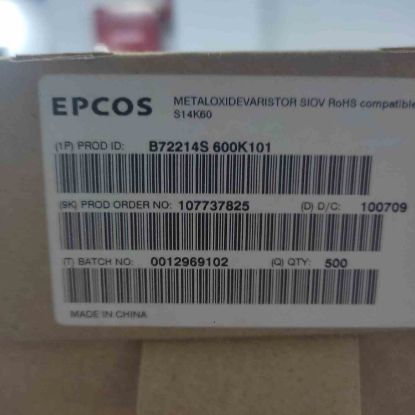 EPCOS METALOXIDEVARISTOR SIOV RoHS compatible
S14K60
(1P) PROD ID: B72214S 600K101
(9K) PROD ORDER NO: 107737825 (D) D/C: 100709
(T) BATCH NO: 0012969102 (Q) QTY: 500
MADE IN CHINA